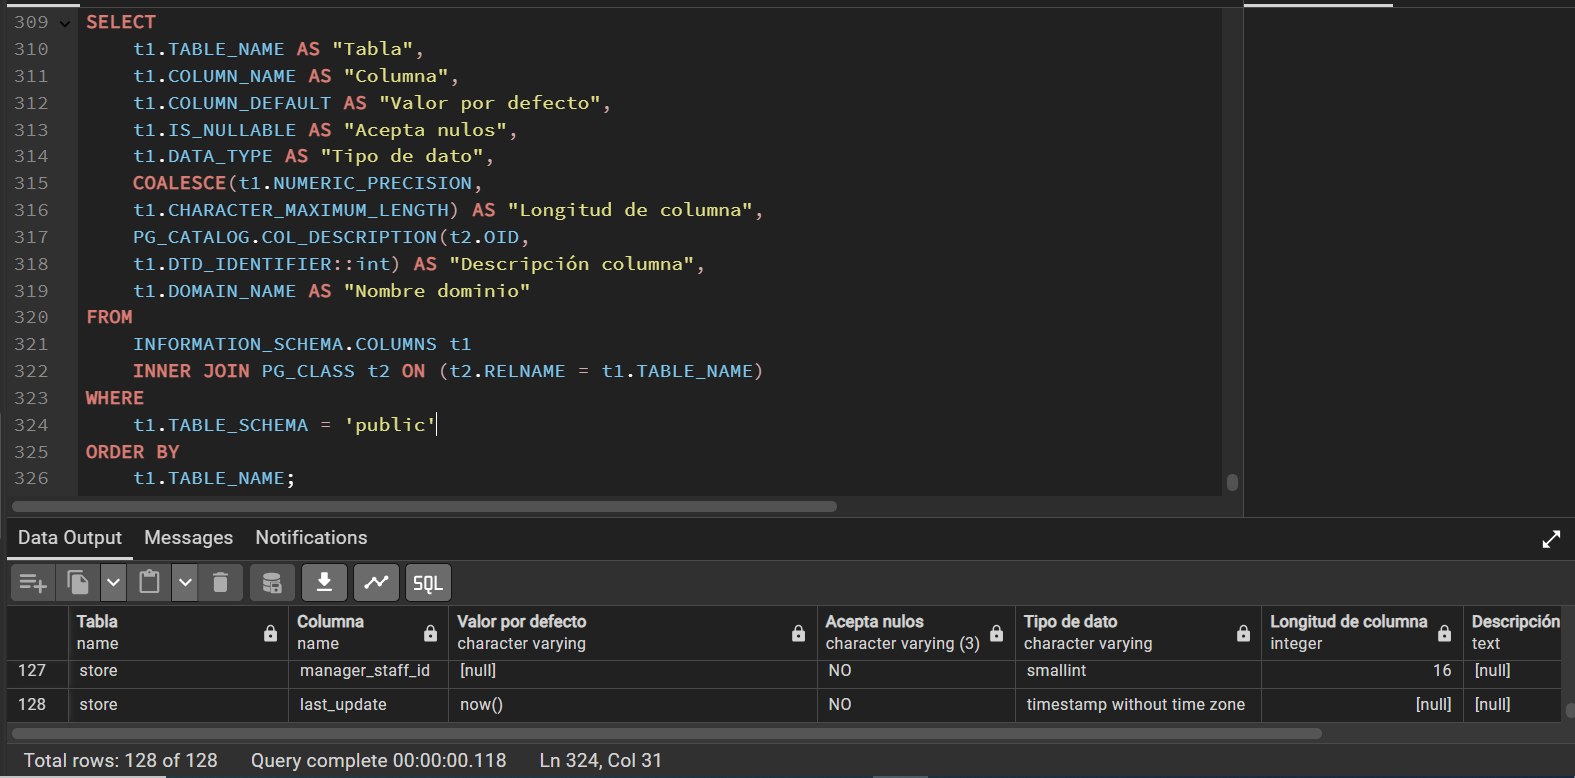 309 SELECT
310 t1.TABLE_NAME AS "Tabla",
311 t1.COLUMN_NAME AS "Columna",
312 t1.COLUMN_DEFAULT AS "Valor por defecto",
313 t1.IS_NULLABLE AS "Acepta nulos",
314 t1.DATA_TYPE AS "Tipo de dato",
315 COALESCE(t1.NUMERIC_PRECISION,
316 t1.CHARACTER_MAXIMUM_LENGTH) AS "Longitud de columna",
317 PG_CATALOG.COL_DESCRIPTION(t2.OID,
318 t1.DTD_IDENTIFIER::int) AS "Descripción columna",
319 t1.DOMAIN_NAME AS "Nombre dominio"
320 FROM
321 INFORMATION_SCHEMA.COLUMNS t1
322 INNER JOIN PG_CLASS t2 ON (t2.RELNAME = t1.TABLE_NAME)
323 WHERE
324 t1.TABLE_SCHEMA = 'public'
325 ORDER BY
326 t1.TABLE_NAME;
Data Output Messages Notifications
SQL
Tabla Columna Valor por defecto Acepta nulos Tipo de dato Longitud de columna Descripción
name name character varying character varying (3) character varying integer text
127 store manager_staff_id [null] NO smallint 16 [null]
128 store last_update now() NO timestamp without time zone [null] [null]
Total rows: 128 of 128 Query complete 00:00:00.118 Ln 324, Col 31